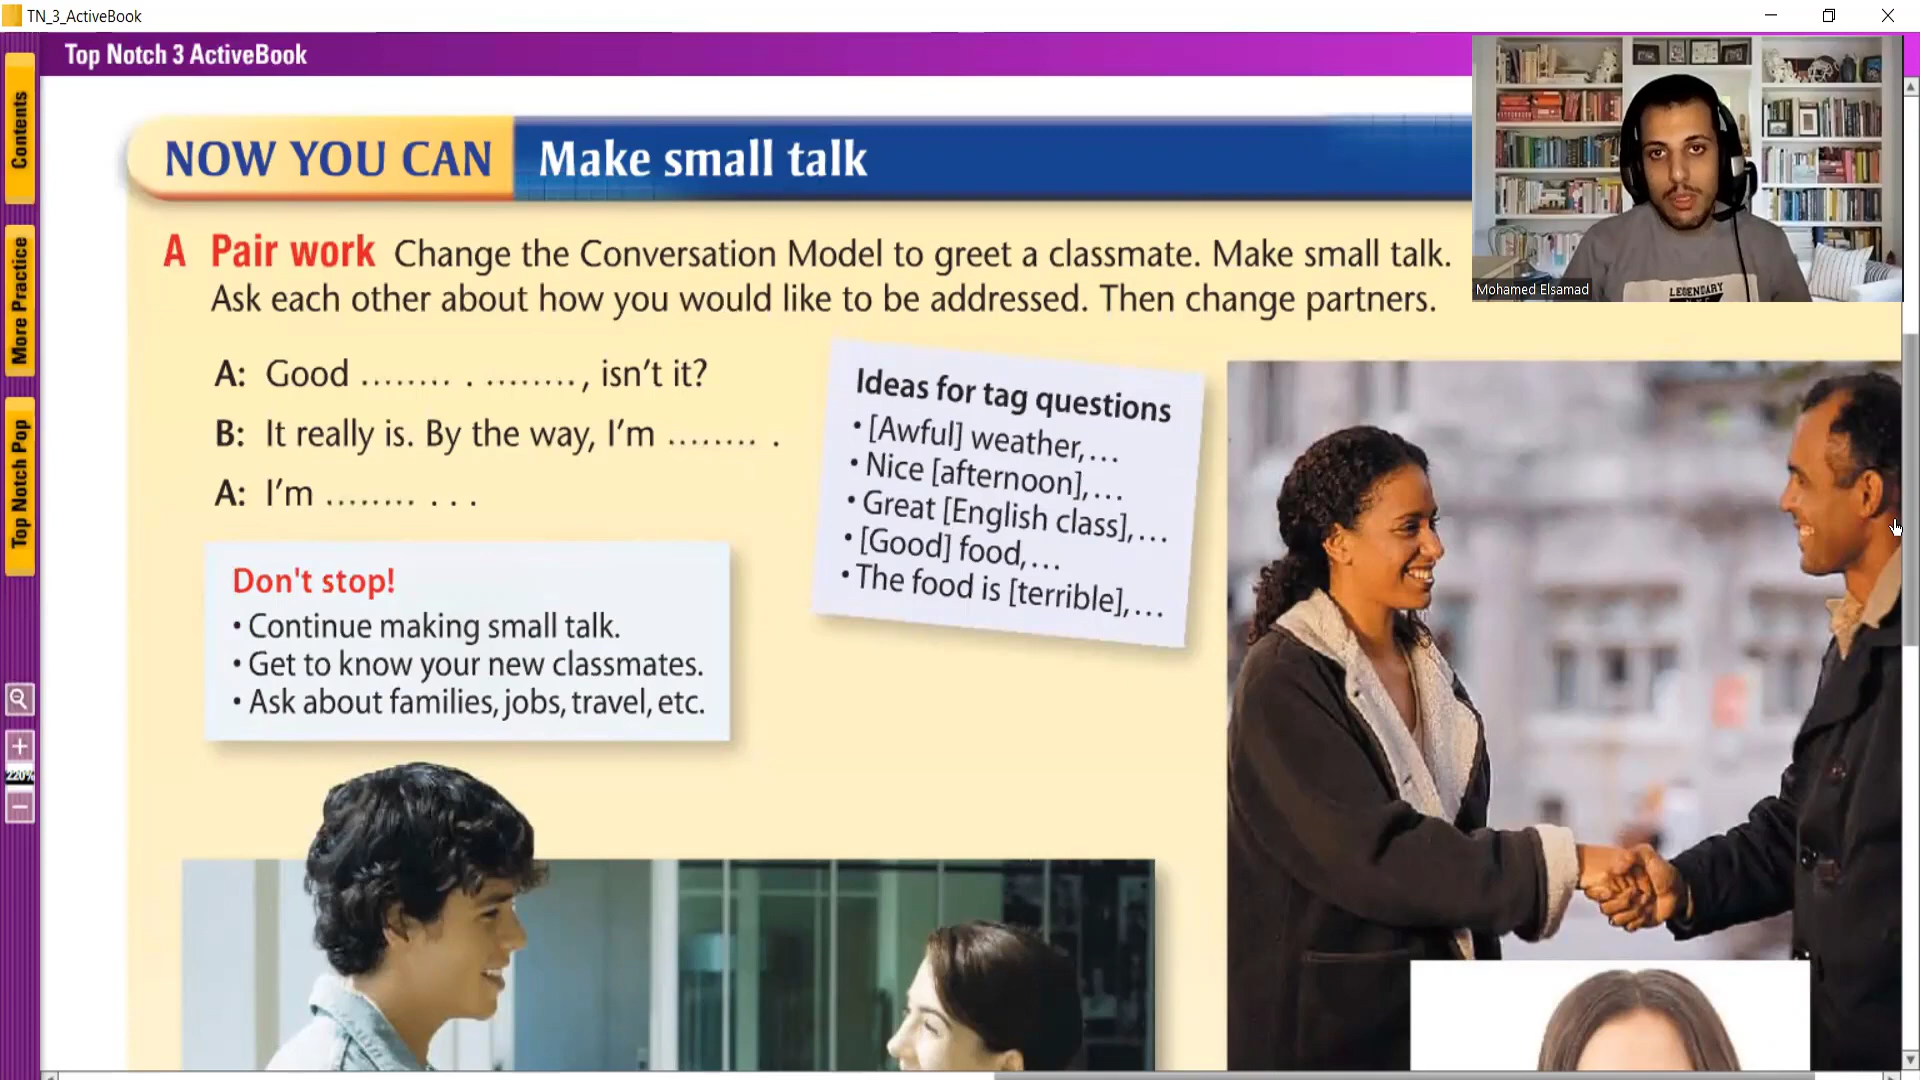 TN_3_ActiveBook
Top Notch 3 ActiveBook
Contents
More Practice
Top Notch Pop
220%
NOW YOU CAN Make small talk
A Pair work Change the Conversation Model to greet a classmate. Make small talk.
Ask each other about how you would like to be addressed. Then change partners.
A: Good ........ . ........, isn't it?
B: It really is. By the way, I'm ........ .
A: I'm ........ . . .
Ideas for tag questions
• [Awful] weather,...
• Nice [afternoon],...
• Great [English class],...
• [Good] food,...
• The food is [terrible],...
Don't stop!
• Continue making small talk.
• Get to know your new classmates.
• Ask about families, jobs, travel, etc.
Mohamed Elsamad
LEGENDARY